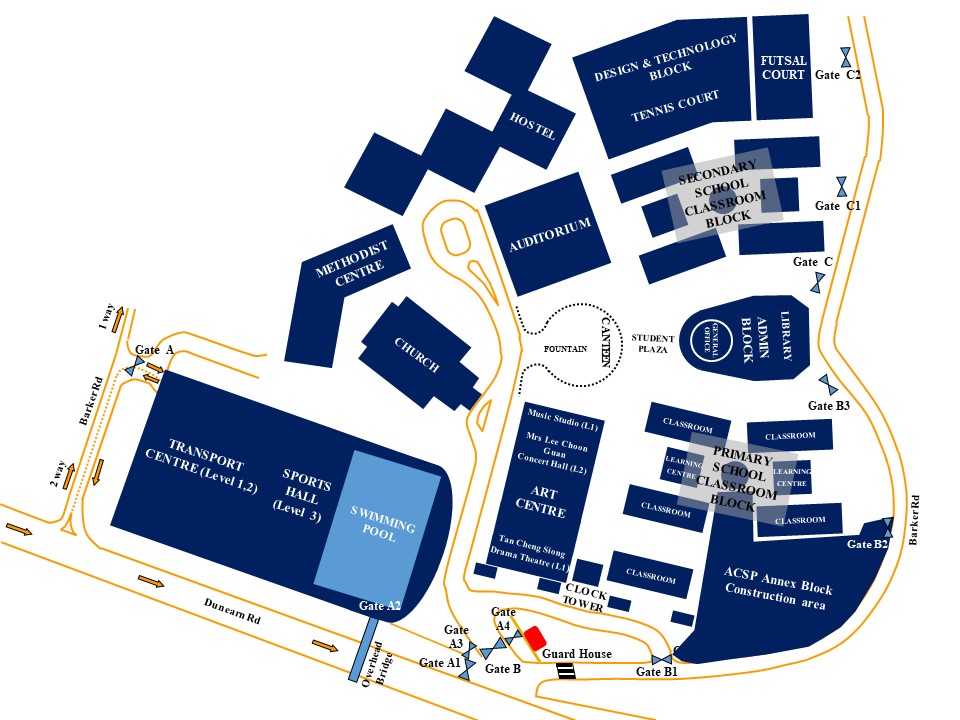 DESIGN & TECHNOLOGY
BLOCK
TENNIS COURT
FUTSAL
COURT
Gate C2
HOSTEL
SECONDARY
SCHOOL
CLASSROOM
BLOCK
Gate C1
AUDITORIUM
METHODIST
CENTRE
Gate C
1 way
Gate A
CHURCH
FOUNTAIN
CANTEEN
STUDENT
PLAZA
GENERAL
OFFICE
ADMIN
BLOCK
LIBRARY
Gate B3
Barker Rd
2 way
TRANSPORT
CENTRE (Level 1,2)
SPORTS
HALL
(Level 3)
SWIMMING
POOL
Music Studio (L1)
Mrs Lee Choon
Guan
Concert Hall (L2)
ART
CENTRE
Tan Cheng Siong
Drama Theatre (L1)
CLASSROOM
CLASSROOM
LEARNING
CENTRE
PRIMARY
SCHOOL
CLASSROOM
BLOCK
LEARNING
CENTRE
CLASSROOM
CLASSROOM
CLASSROOM
Gate B2
Barker Rd
ACSP Annex Block
Construction area
CLOCK
TOWER
Dunearn Rd
Gate A2
Overhead
Bridge
Gate
A3
Gate
A4
Gate A1
Gate B
Guard House
Gate B1